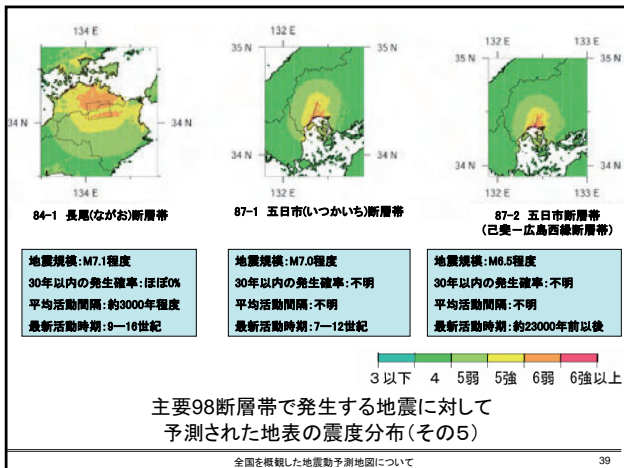 134 E
132 E
132 E
35 N
35 N
35 N
34 N
34 N
34 N
34 N
134 E
132 E
132 E
84-1 長尾(ながお)断層帯
87-1 五日市(いつかいち)断層帯
87-2 五日市断層帯
(己斐－広島西縁断層帯)
地震規模:M7.1程度
30年以内の発生確率:ほぼ0%
平均活動間隔:約3000年程度
最新活動時期:9－16世紀
地震規模:M7.0程度
30年以内の発生確率:不明
平均活動間隔:不明
最新活動時期:7－12世紀
地震規模:M6.5程度
30年以内の発生確率:不明
平均活動間隔:不明
最新活動時期:約23000年前以後
3以下 4 5弱 5強 6弱 6強以上
主要98断層帯で発生する地震に対して
予測された地表の震度分布(その5)
全国を概観した地震動予測地図について 39